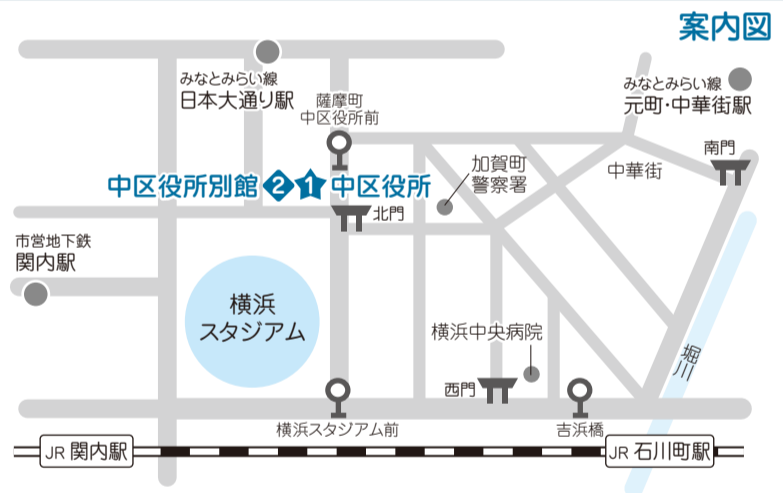 案内図
みなとみらい線
日本大通り駅
薩摩町
中区役所前
みなとみらい線
元町・中華街駅
南門
加賀町
警察署
中華街
中区役所別館 2 1 中区役所
北門
市営地下鉄
関内駅
横浜
スタジアム
横浜中央病院
堀川
西門
横浜スタジアム前
吉浜橋
JR 関内駅
JR 石川町駅